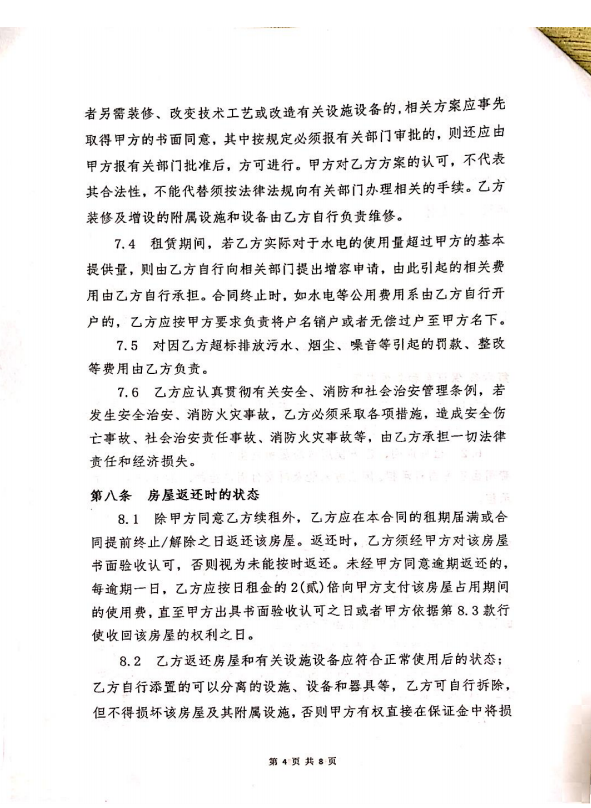 者另需装修、改变技术工艺或改造有关设施设备的,相关方案应事先
取得甲方的书面同意，其中按规定必须报有关部门审批的，则还应由
甲方报有关部门批准后，方可进行。甲方对乙方方案的认可，不代表
其合法性，不能代替须按法律法规向有关部门办理相关的手续。乙方
装修及增设的附属设施和设备由乙方自行负责维修。
7.4 租赁期间，若乙方实际对于水电的使用量超过甲方的基本
提供量，则由乙方自行向相关部门提出增容申请，由此引起的相关费
用由乙方自行承担。合同终止时，如水电等公用费用系由乙方自行开
户的，乙方应按甲方要求负责将户名销户或者无偿过户至甲方名下。
7.5 对因乙方超标排放污水、烟尘、噪音等引起的罚款、整改
等费用由乙方负责。
7.6 乙方应认真贯彻有关安全、消防和社会治安管理条例，若
发生安全治安、消防火灾事故，乙方必须采取各项措施，造成安全伤
亡事故、社会治安责任事故、消防火灾事故等，由乙方承担一切法律
责任和经济损失。
第八条 房屋返还时的状态
8.1 除甲方同意乙方续租外，乙方应在本合同的租期届满或合
同提前终止/解除之日返还该房屋。返还时，乙方须经甲方对该房屋
书面验收认可，否则视为未能按时返还。未经甲方同意逾期返还的，
每逾期一日，乙方应按日租金的2(贰)倍向甲方支付该房屋占用期间
的使用费,直至甲方出具书面验收认可之日或者甲方依据第8.3款行
使收回该房屋的权利之日。
8.2 乙方返还房屋和有关设施设备应符合正常使用后的状态；
乙方自行添置的可以分离的设施、设备和器具等，乙方可自行拆除，
但不得损坏该房屋及其附属设施，否则甲方有权直接在保证金中将损
第4页共8页